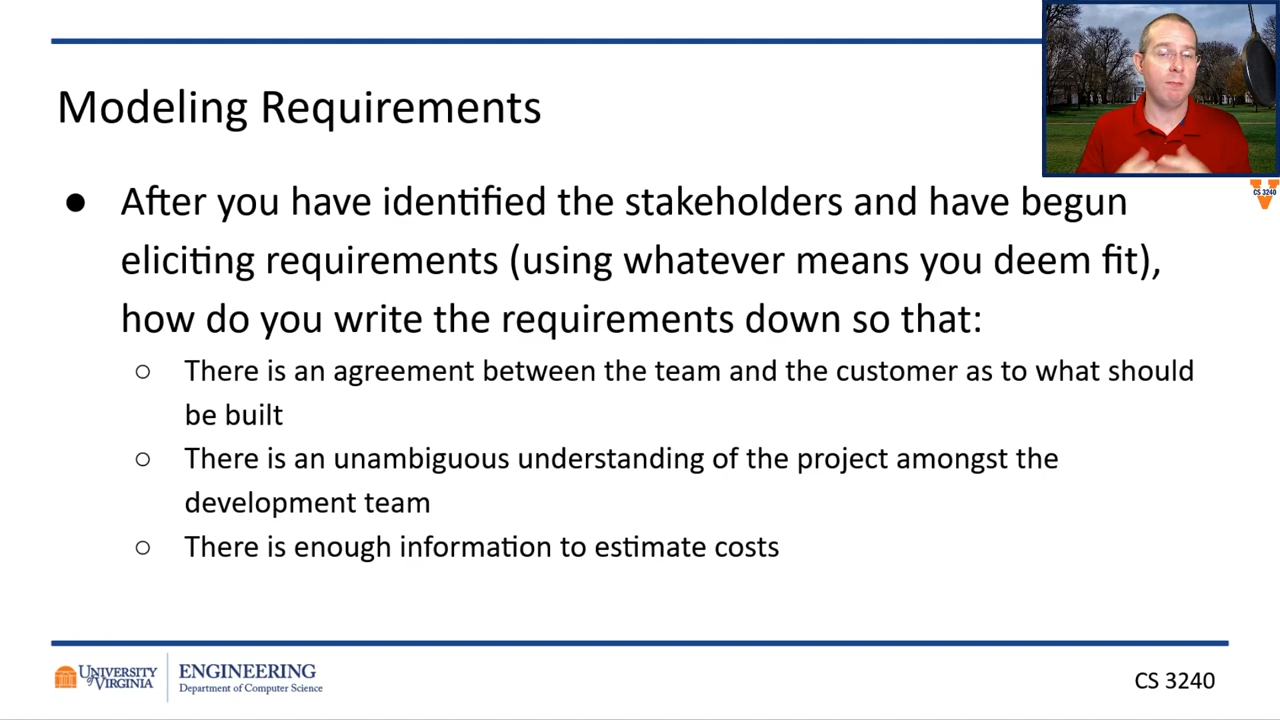 Modeling Requirements
CS 3240
● After you have identified the stakeholders and have begun
eliciting requirements (using whatever means you deem fit),
how do you write the requirements down so that:
○ There is an agreement between the team and the customer as to what should
be built
○ There is an unambiguous understanding of the project amongst the
development team
○ There is enough information to estimate costs
UNIVERSITY
of VIRGINIA
ENGINEERING
Department of Computer Science
CS 3240